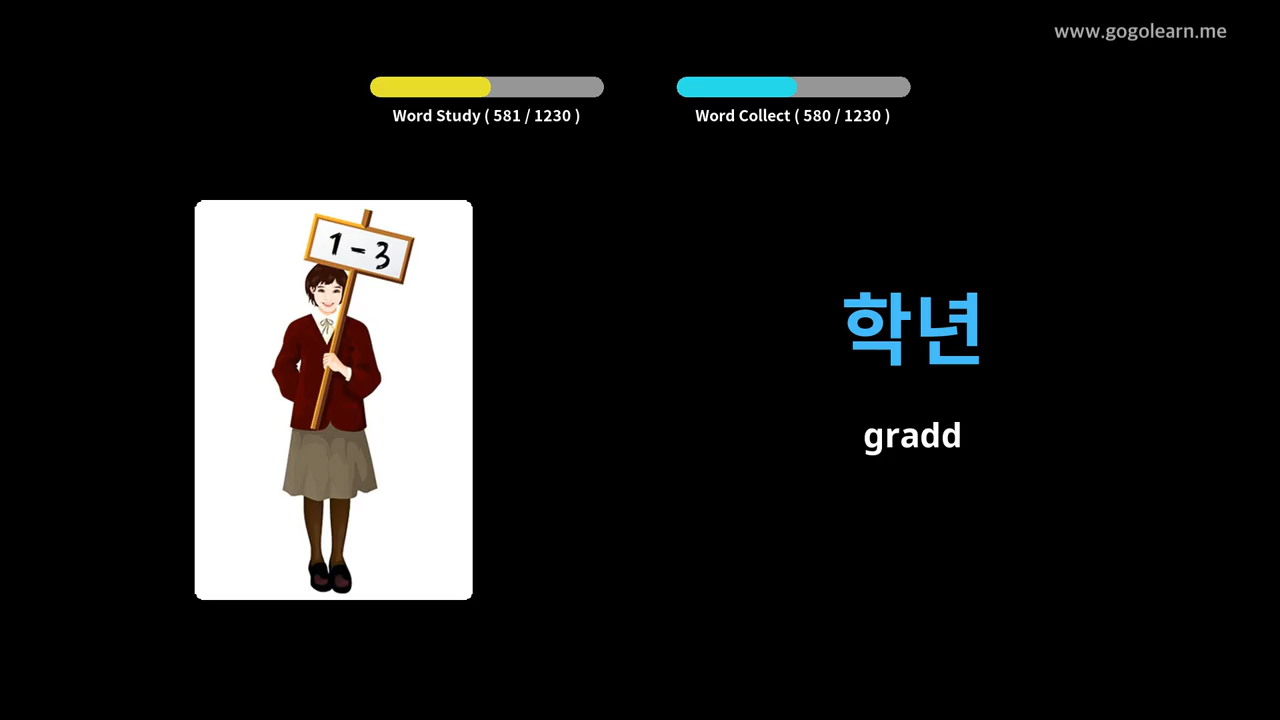 www.gogolearn.me
Word Study ( 581 / 1230 )
Word Collect ( 580 / 1230 )
1 - 3
학년
gradd